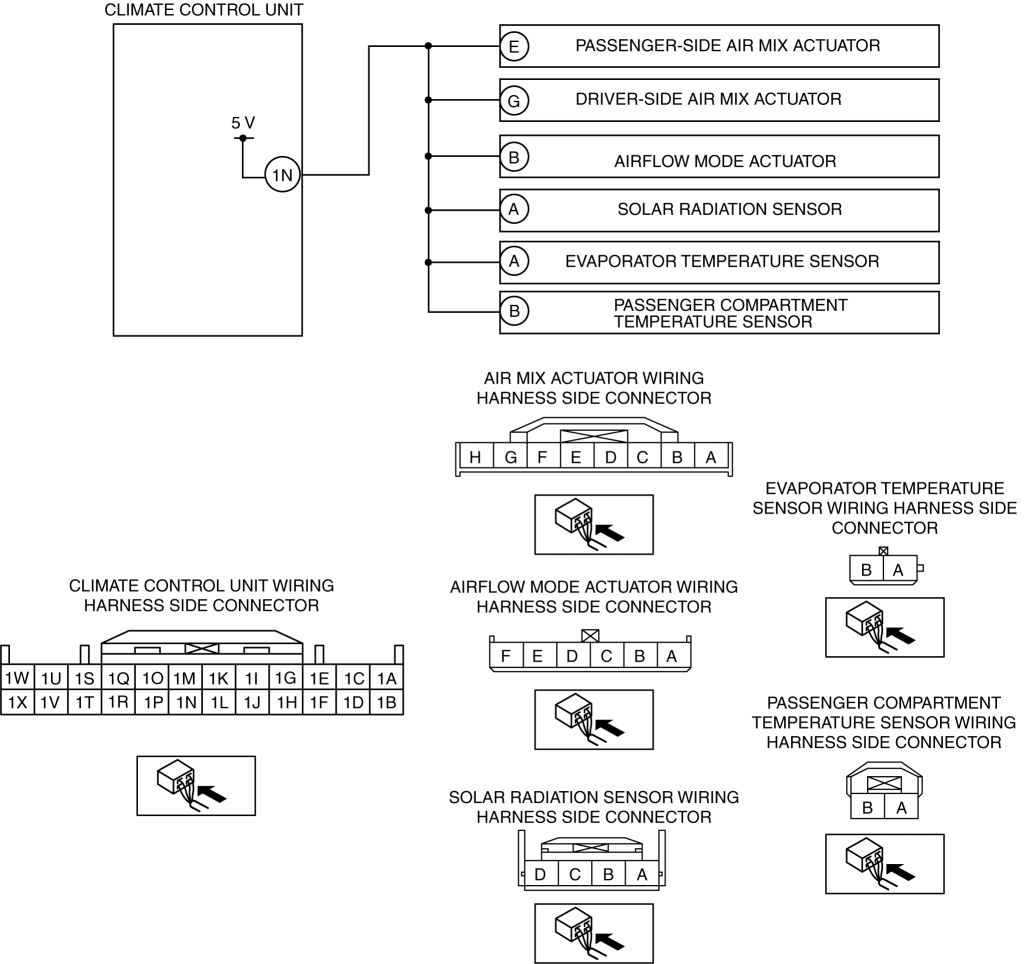 CLIMATE CONTROL UNIT
5 V
1N
E PASSENGER-SIDE AIR MIX ACTUATOR
G DRIVER-SIDE AIR MIX ACTUATOR
B AIRFLOW MODE ACTUATOR
A SOLAR RADIATION SENSOR
A EVAPORATOR TEMPERATURE SENSOR
B PASSENGER COMPARTMENT
TEMPERATURE SENSOR
AIR MIX ACTUATOR WIRING
HARNESS SIDE CONNECTOR
H G F E D C B A
EVAPORATOR TEMPERATURE
SENSOR WIRING HARNESS SIDE
CONNECTOR
B A
CLIMATE CONTROL UNIT WIRING
HARNESS SIDE CONNECTOR
1W 1U 1S 1Q 1O 1M 1K 1I 1G 1E 1C 1A
1X 1V 1T 1R 1P 1N 1L 1J 1H 1F 1D 1B
AIRFLOW MODE ACTUATOR WIRING
HARNESS SIDE CONNECTOR
F E D C B A
PASSENGER COMPARTMENT
TEMPERATURE SENSOR WIRING
HARNESS SIDE CONNECTOR
B A
SOLAR RADIATION SENSOR WIRING
HARNESS SIDE CONNECTOR
D C B A